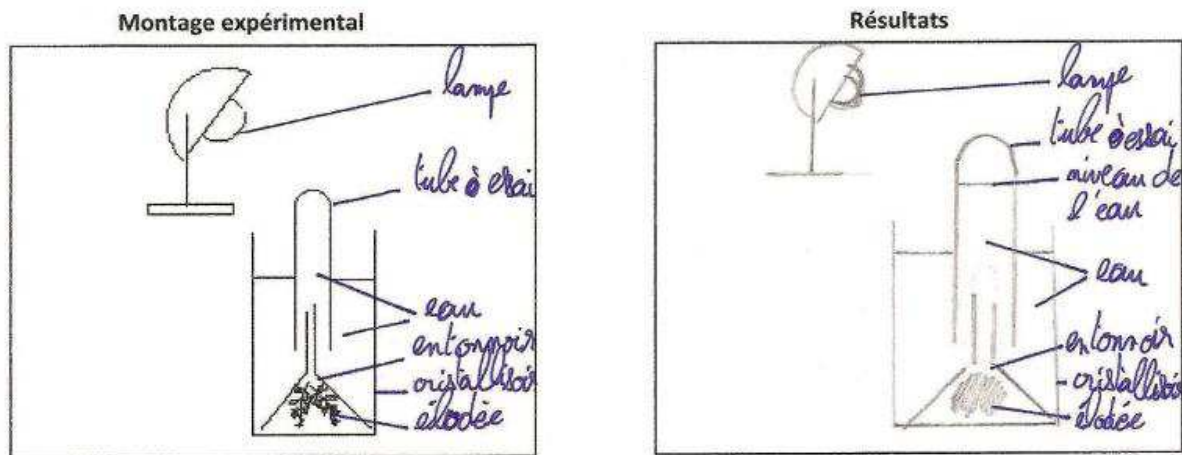 Montage expérimental
lampe
tube à essai
eau
entonnoir
cristallisoir
élodée
Résultats
lampe
tube à essai
niveau de
l'eau
eau
entonnoir
cristallisoir
élodée